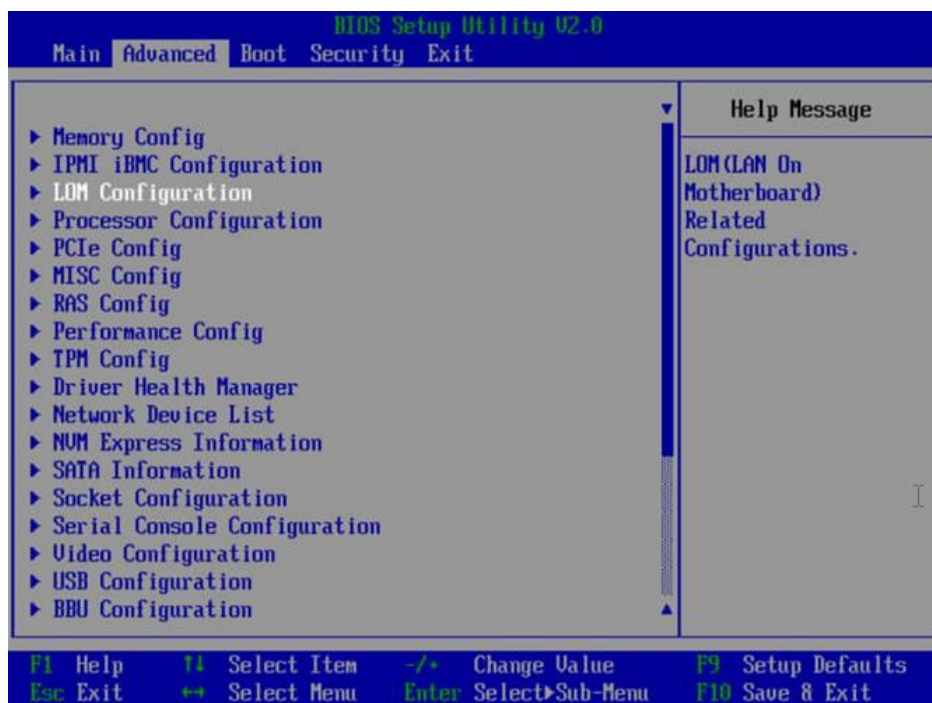 BIOS Setup Utility V2.0
Main Advanced Boot Security Exit
Help Message
Memory Config
IPMI iBMC Configuration
LOM Configuration
Processor Configuration
PCIe Config
MISC Config
RAS Config
Performance Config
TPM Config
Driver Health Manager
Network Device List
NVM Express Information
SATA Information
Socket Configuration
Serial Console Configuration
Video Configuration
USB Configuration
BBU Configuration
LOM(LAN On
Motherboard)
Related
Configurations.
F1 Help ↑↓ Select Item -/+ Change Value F9 Setup Defaults
Esc Exit ↔ Select Menu Enter Select▶Sub-Menu F10 Save & Exit